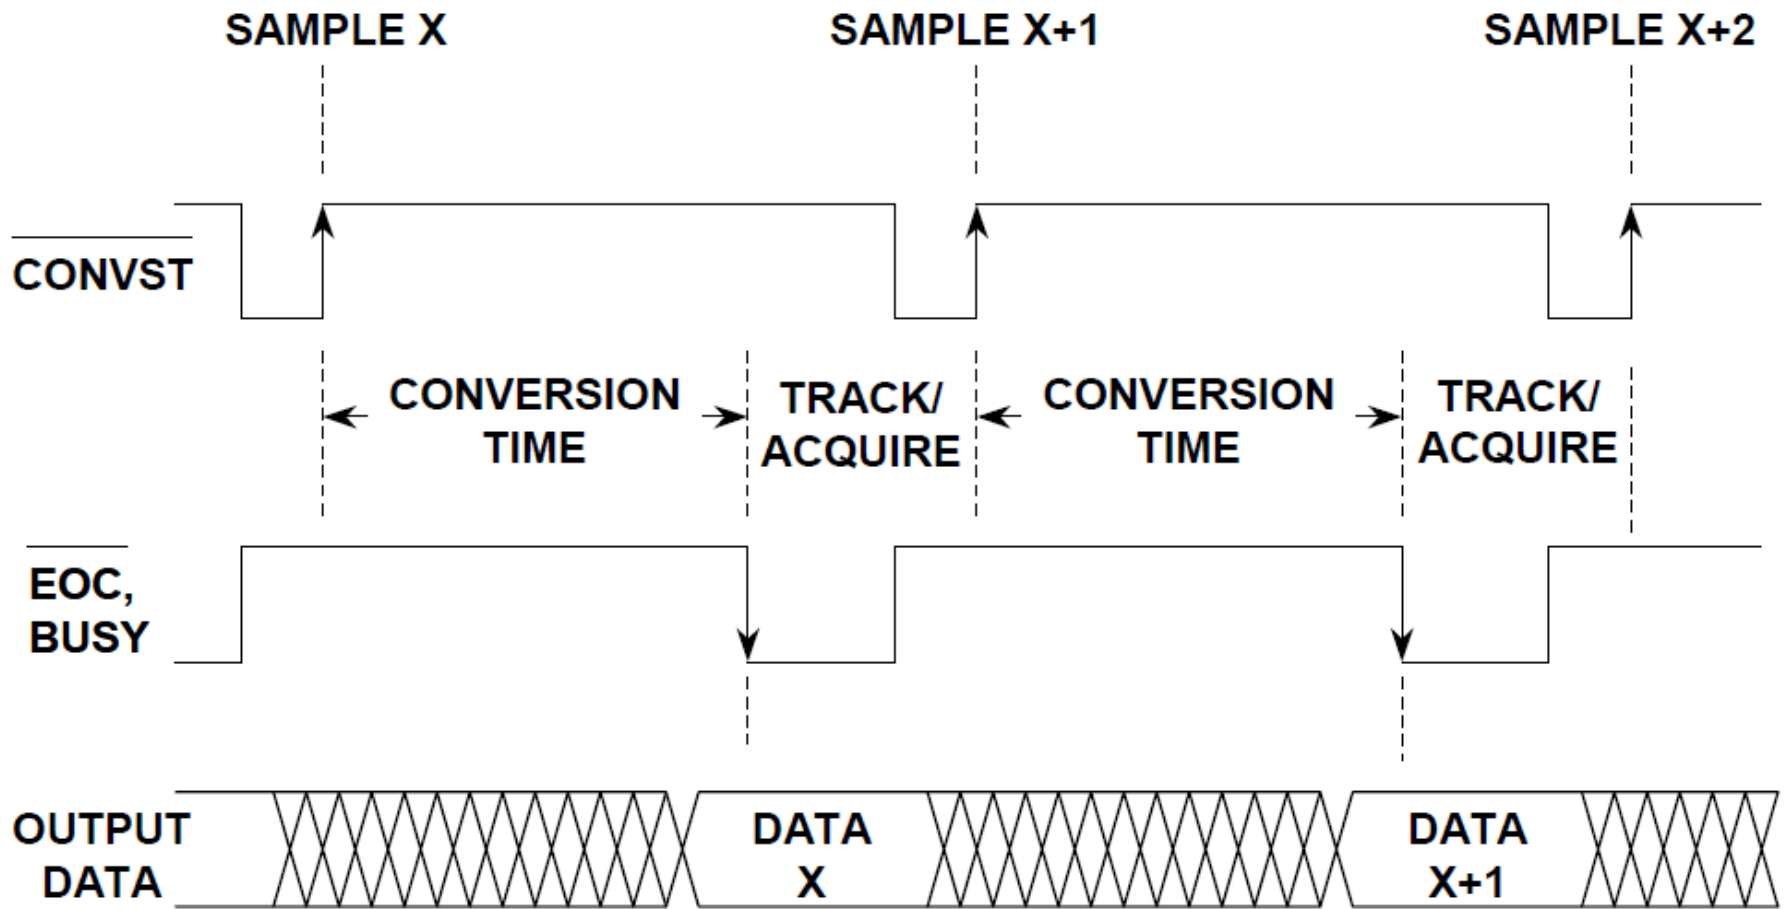 SAMPLE X
SAMPLE X+1
SAMPLE X+2
CONVST
CONVERSION
TIME
TRACK/
ACQUIRE
CONVERSION
TIME
TRACK/
ACQUIRE
EOC,
BUSY
OUTPUT
DATA
DATA
X
DATA
X+1